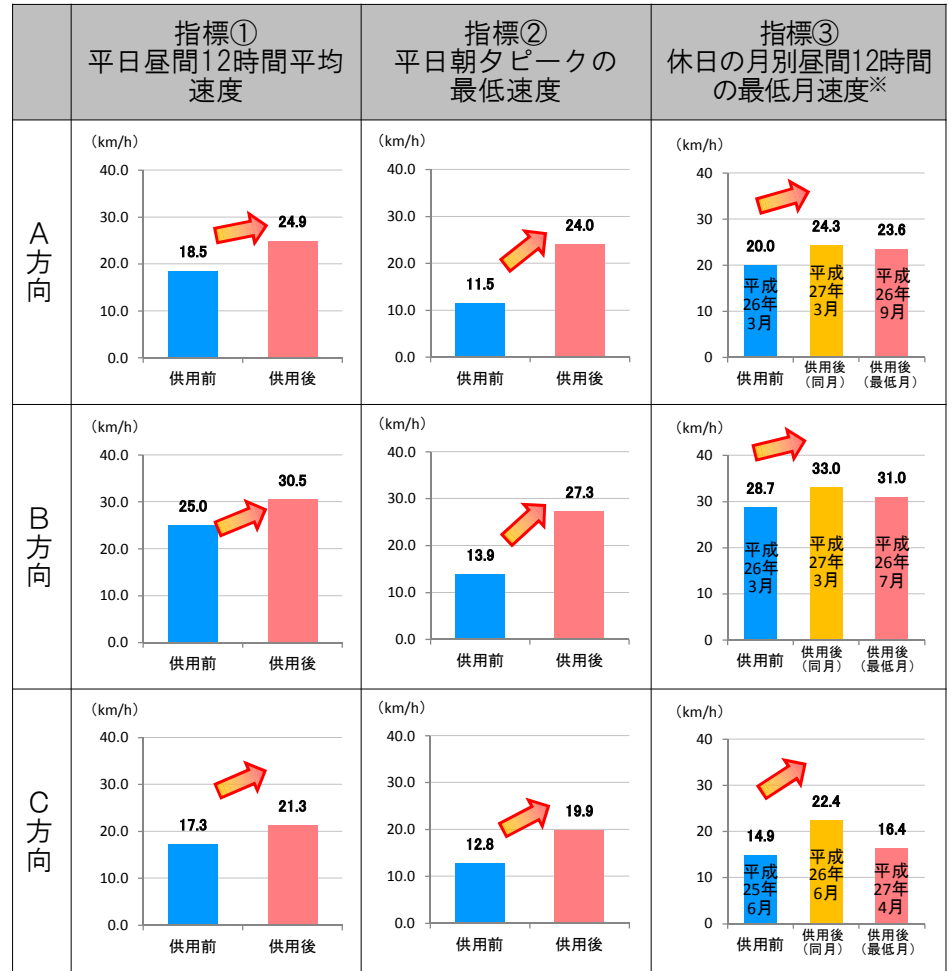 指標①
平日昼間12時間平均
速度
指標②
平日朝夕ピークの
最低速度
指標③
休日の月別昼間12時間
の最低月速度※
A方向
（km/h）
40.0
30.0
20.0
10.0
0.0
18.5
24.9
供用前
供用後
（km/h）
40.0
30.0
20.0
10.0
0.0
11.5
24.0
供用前
供用後
（km/h）
40
30
20
10
0
20.0
24.3
23.6
平成
26年
3月
平成
27年
3月
平成
26年
9月
供用前
供用後
（同月）
供用後
（最低月）
B方向
（km/h）
40.0
30.0
20.0
10.0
0.0
25.0
30.5
供用前
供用後
（km/h）
40.0
30.0
20.0
10.0
0.0
13.9
27.3
供用前
供用後
（km/h）
40
30
20
10
0
28.7
33.0
31.0
平成
26年
3月
平成
27年
3月
平成
26年
7月
供用前
供用後
（同月）
供用後
（最低月）
C方向
（km/h）
40.0
30.0
20.0
10.0
0.0
17.3
21.3
供用前
供用後
（km/h）
40.0
30.0
20.0
10.0
0.0
12.8
19.9
供用前
供用後
（km/h）
40
30
20
10
0
14.9
22.4
16.4
平成
25年
6月
平成
26年
6月
平成
27年
4月
供用前
供用後
（同月）
供用後
（最低月）